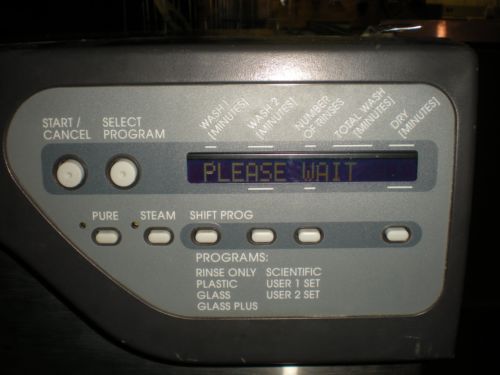 WASH 1 [MINUTES]
WASH 2 [MINUTES]
NUMBER OF RINSES
TOTAL WASH [MINUTES]
DRY [MINUTES]
START / CANCEL
SELECT PROGRAM
PLEASE WAIT
PURE
STEAM
SHIFT PROG
PROGRAMS:
RINSE ONLY SCIENTIFIC
PLASTIC USER 1 SET
GLASS USER 2 SET
GLASS PLUS